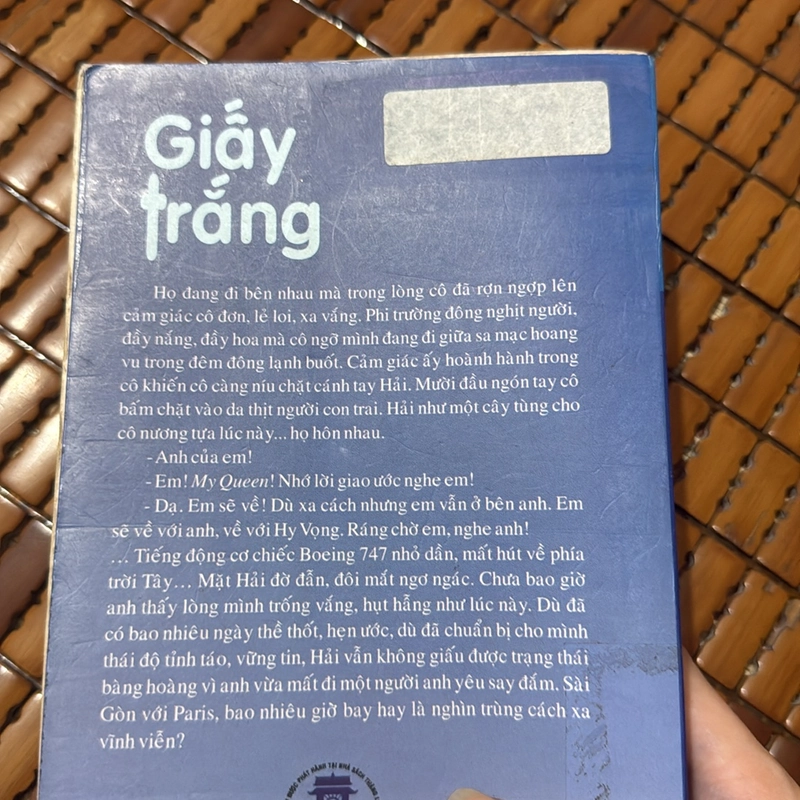 Giấy
trắng
Họ đang đi bên nhau mà trong lòng cô đã rợn ngợp lên
cảm giác cô đơn, lẻ loi, xa vắng. Phi trường đông nghịt người,
đầy nắng, đầy hoa mà cô ngỡ mình đang đi giữa sa mạc hoang
vu trong đêm đông lạnh buốt. Cảm giác ấy hoành hành trong
cô khiến cô càng níu chặt cánh tay Hải. Mười đầu ngón tay cô
bấm chặt vào da thịt người con trai. Hải như một cây tùng cho
cô nương tựa lúc này... họ hôn nhau.
- Anh của em!
- Em! My Queen! Nhớ lời giao ước nghe em!
- Dạ. Em sẽ về! Dù xa cách nhưng em vẫn ở bên anh. Em
sẽ về với anh, về với Hy Vọng. Ráng chờ em, nghe anh!
... Tiếng động cơ chiếc Boeing 747 nhỏ dần, mất hút về phía
trời Tây... Mặt Hải đờ đẫn, đôi mắt ngơ ngác. Chưa bao giờ
anh thấy lòng mình trống vắng, hụt hẫng như lúc này. Dù đã
có bao nhiêu ngày thề thốt, hẹn ước, dù đã chuẩn bị cho mình
thái độ tỉnh táo, vững tin, Hải vẫn không giấu được trạng thái
bàng hoàng vì anh vừa mất đi một người anh yêu say đắm. Sài
Gòn với Paris, bao nhiêu giờ bay hay là nghìn trùng cách xa
vĩnh viễn?
PHÁT HÀNH TẠI NHÀ SÁCH